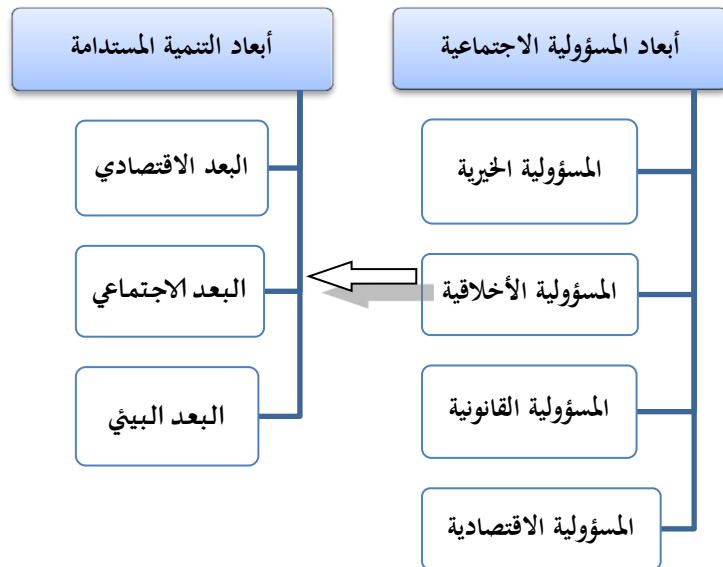 أبعاد المسؤولية الاجتماعية
المسؤولية الخيرية
المسؤولية الأخلاقية
المسؤولية القانونية
المسؤولية الاقتصادية
أبعاد التنمية المستدامة
البعد الاقتصادي
البعد الاجتماعي
البعد البيئي